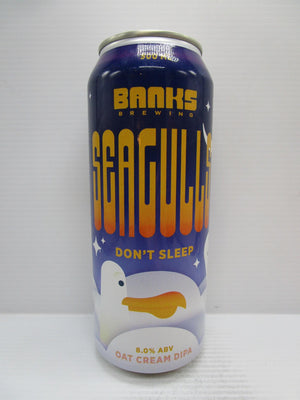 500 ML
BANKS
BREWING
SEAGULLS
DON'T SLEEP
8.0% ABV
OAT CREAM DIPA